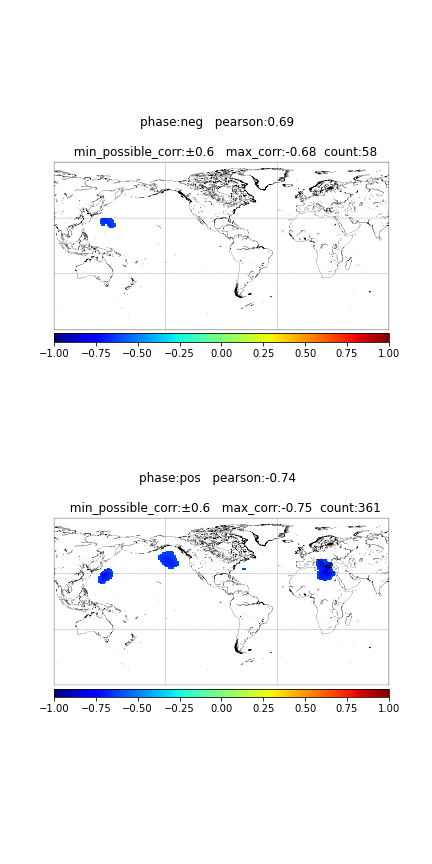 phase:neg   pearson:0.69
min_possible_corr:±0.6   max_corr:-0.68  count:58
−1.00 −0.75 −0.50 −0.25 0.00 0.25 0.50 0.75 1.00
phase:pos   pearson:-0.74
min_possible_corr:±0.6   max_corr:-0.75  count:361
−1.00 −0.75 −0.50 −0.25 0.00 0.25 0.50 0.75 1.00